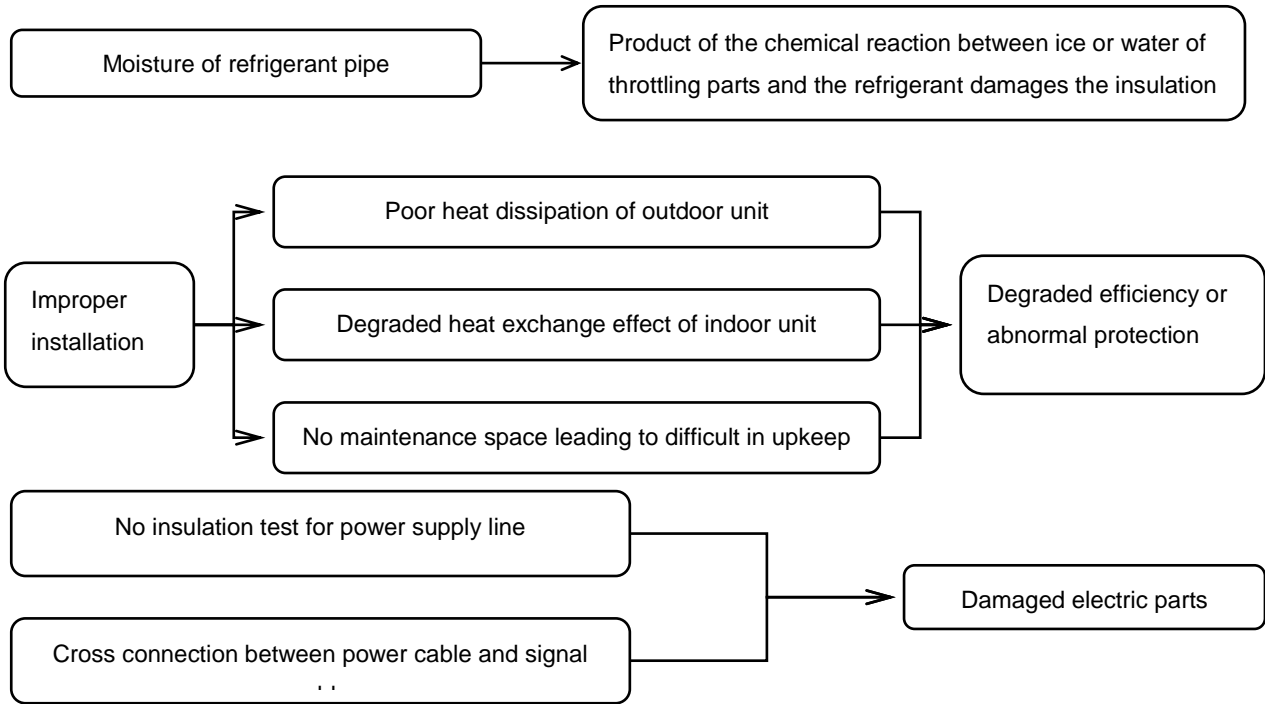 Moisture of refrigerant pipe
Product of the chemical reaction between ice or water of
throttling parts and the refrigerant damages the insulation
Improper
installation
Poor heat dissipation of outdoor unit
Degraded heat exchange effect of indoor unit
No maintenance space leading to difficult in upkeep
Degraded efficiency or
abnormal protection
No insulation test for power supply line
Cross connection between power cable and signal
Damaged electric parts